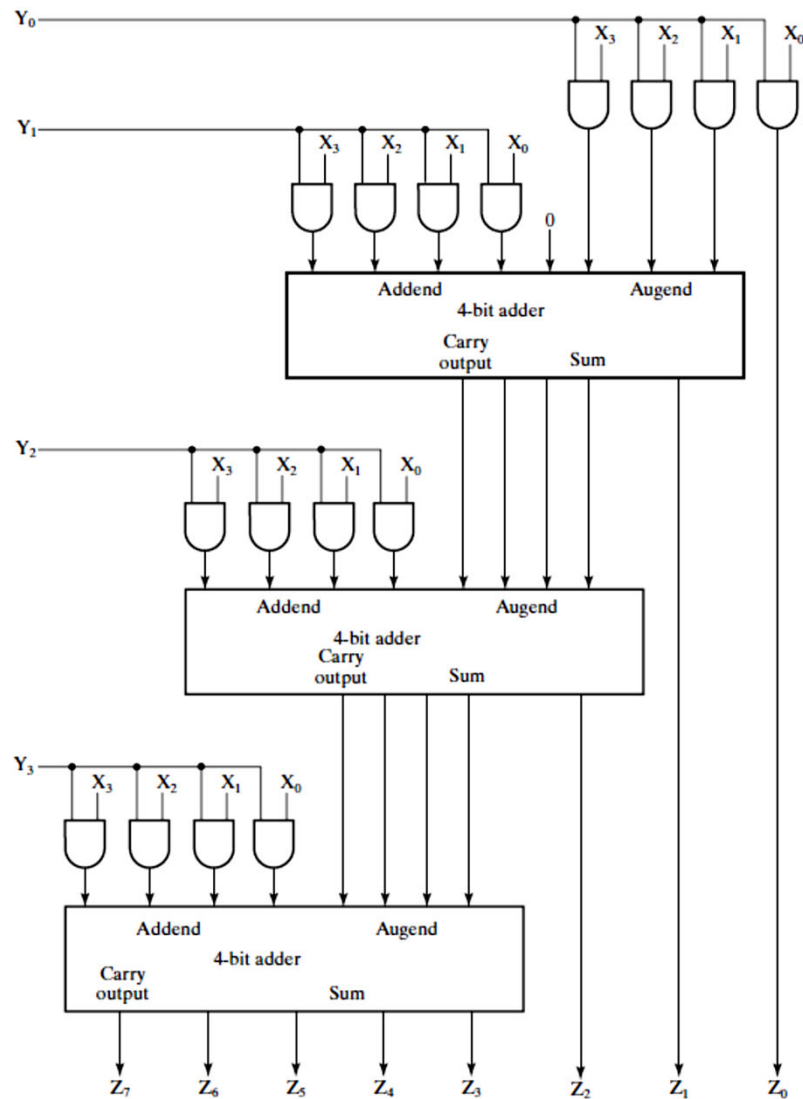 Y₀
X₃ X₂ X₁ X₀
Y₁
X₃ X₂ X₁ X₀
0
Addend Augend
4-bit adder
Carry
output Sum
Y₂
X₃ X₂ X₁ X₀
Addend Augend
4-bit adder
Carry
output Sum
Y₃
X₃ X₂ X₁ X₀
Addend Augend
4-bit adder
Carry
output Sum
Z₇ Z₆ Z₅ Z₄ Z₃ Z₂ Z₁ Z₀